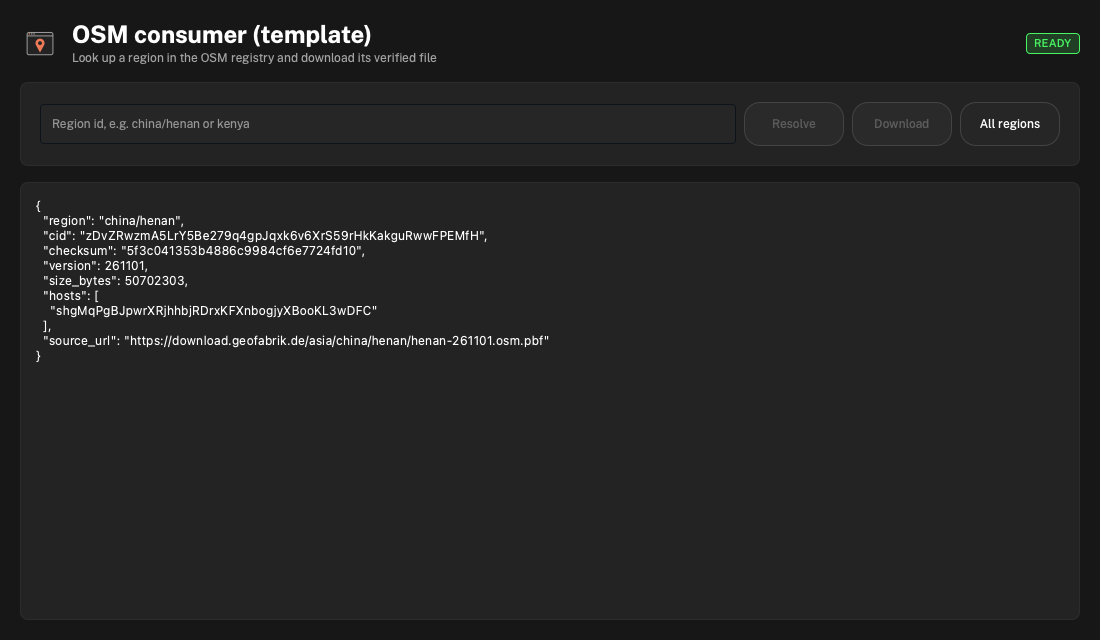 OSM consumer (template)
Look up a region in the OSM registry and download its verified file
READY
Region id, e.g. china/henan or kenya
Resolve
Download
All regions
{
"region": "china/henan",
"cid": "zDvZRwzmA5LrY5Be279q4gpJqxk6v6XrS59rHkKakguRwwFPEMfH",
"checksum": "5f3c041353b4886c9984cf6e7724fd10",
"version": 261101,
"size_bytes": 50702303,
"hosts": [
"shgMqPgBJpwrXRjhhbjRDrxKFXnbogjyXBooKL3wDFC"
],
"source_url": "https://download.geofabrik.de/asia/china/henan/henan-261101.osm.pbf"
}